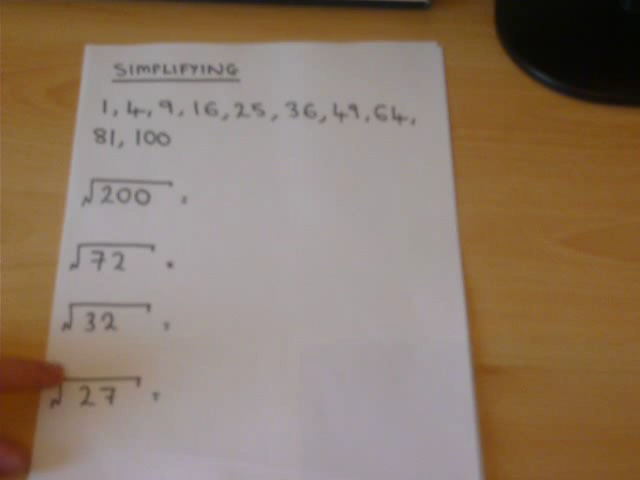 SIMPLIFYING
1, 4, 9, 16, 25, 36, 49, 64,
81, 100
√200 =
√72 =
√32 =
√27 =